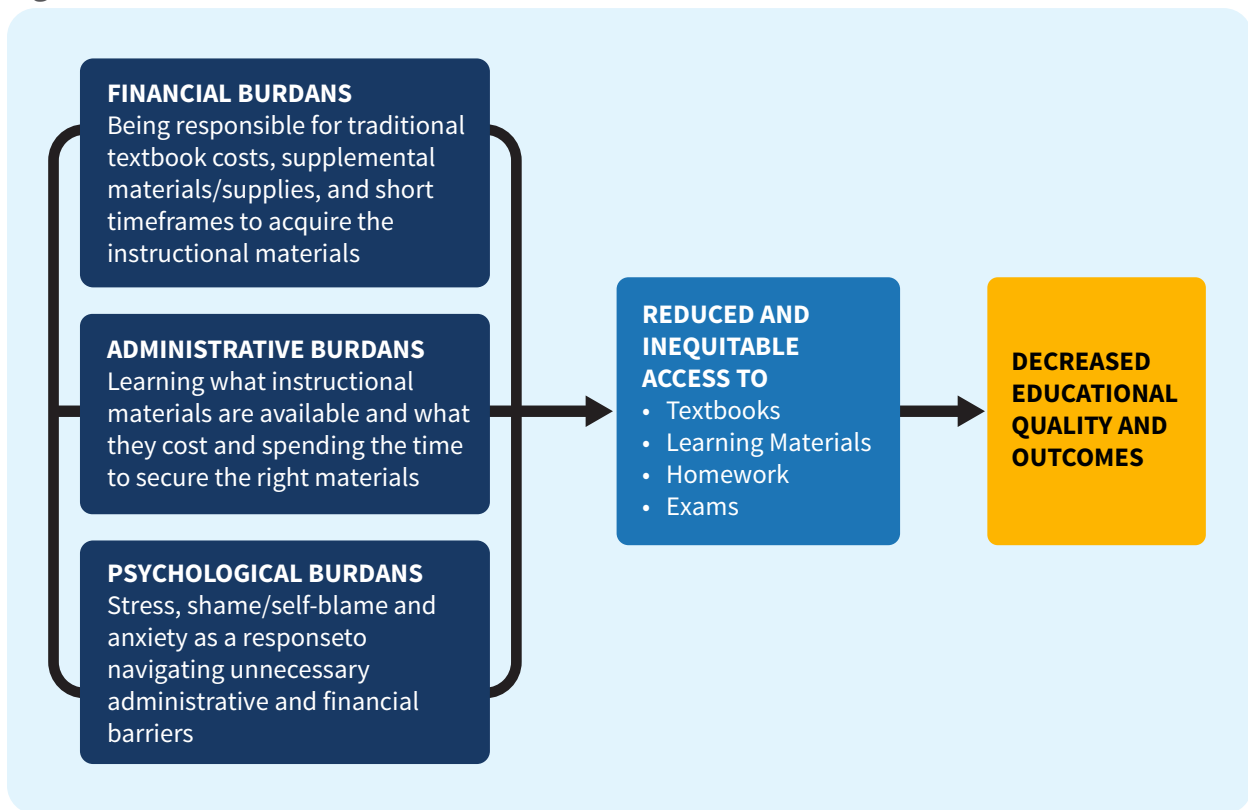 FINANCIAL BURDANS
Being responsible for traditional
textbook costs, supplemental
materials/supplies, and short
timeframes to acquire the
instructional materials
ADMINISTRATIVE BURDANS
Learning what instructional
materials are available and what
they cost and spending the time
to secure the right materials
PSYCHOLOGICAL BURDANS
Stress, shame/self-blame and
anxiety as a responseto
navigating unnecessary
administrative and financial
barriers
REDUCED AND
INEQUITABLE
ACCESS TO
• Textbooks
• Learning Materials
• Homework
• Exams
DECREASED
EDUCATIONAL
QUALITY AND
OUTCOMES